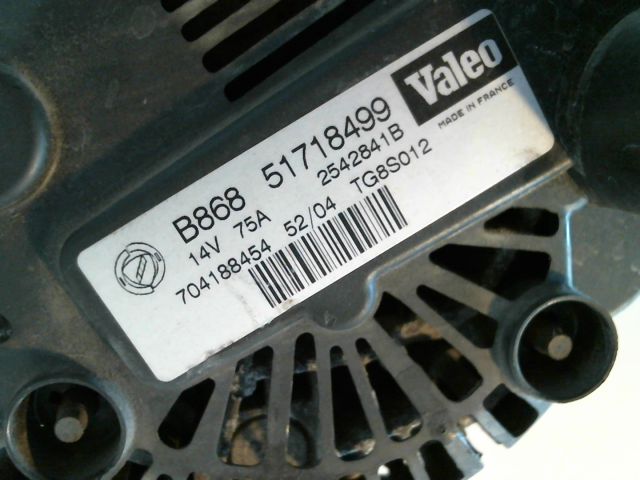 Valeo
MADE IN FRANCE
B868 51718499
14V 75A 2542841B
704188454 52/04 TG8S012